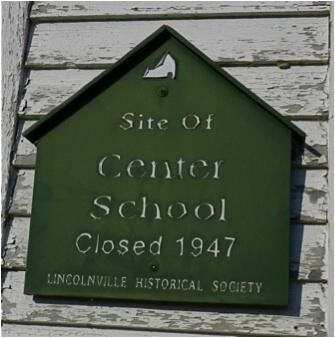 Site Of
Center
School
Closed 1947
LINCOLNVILLE HISTORICAL SOCIETY